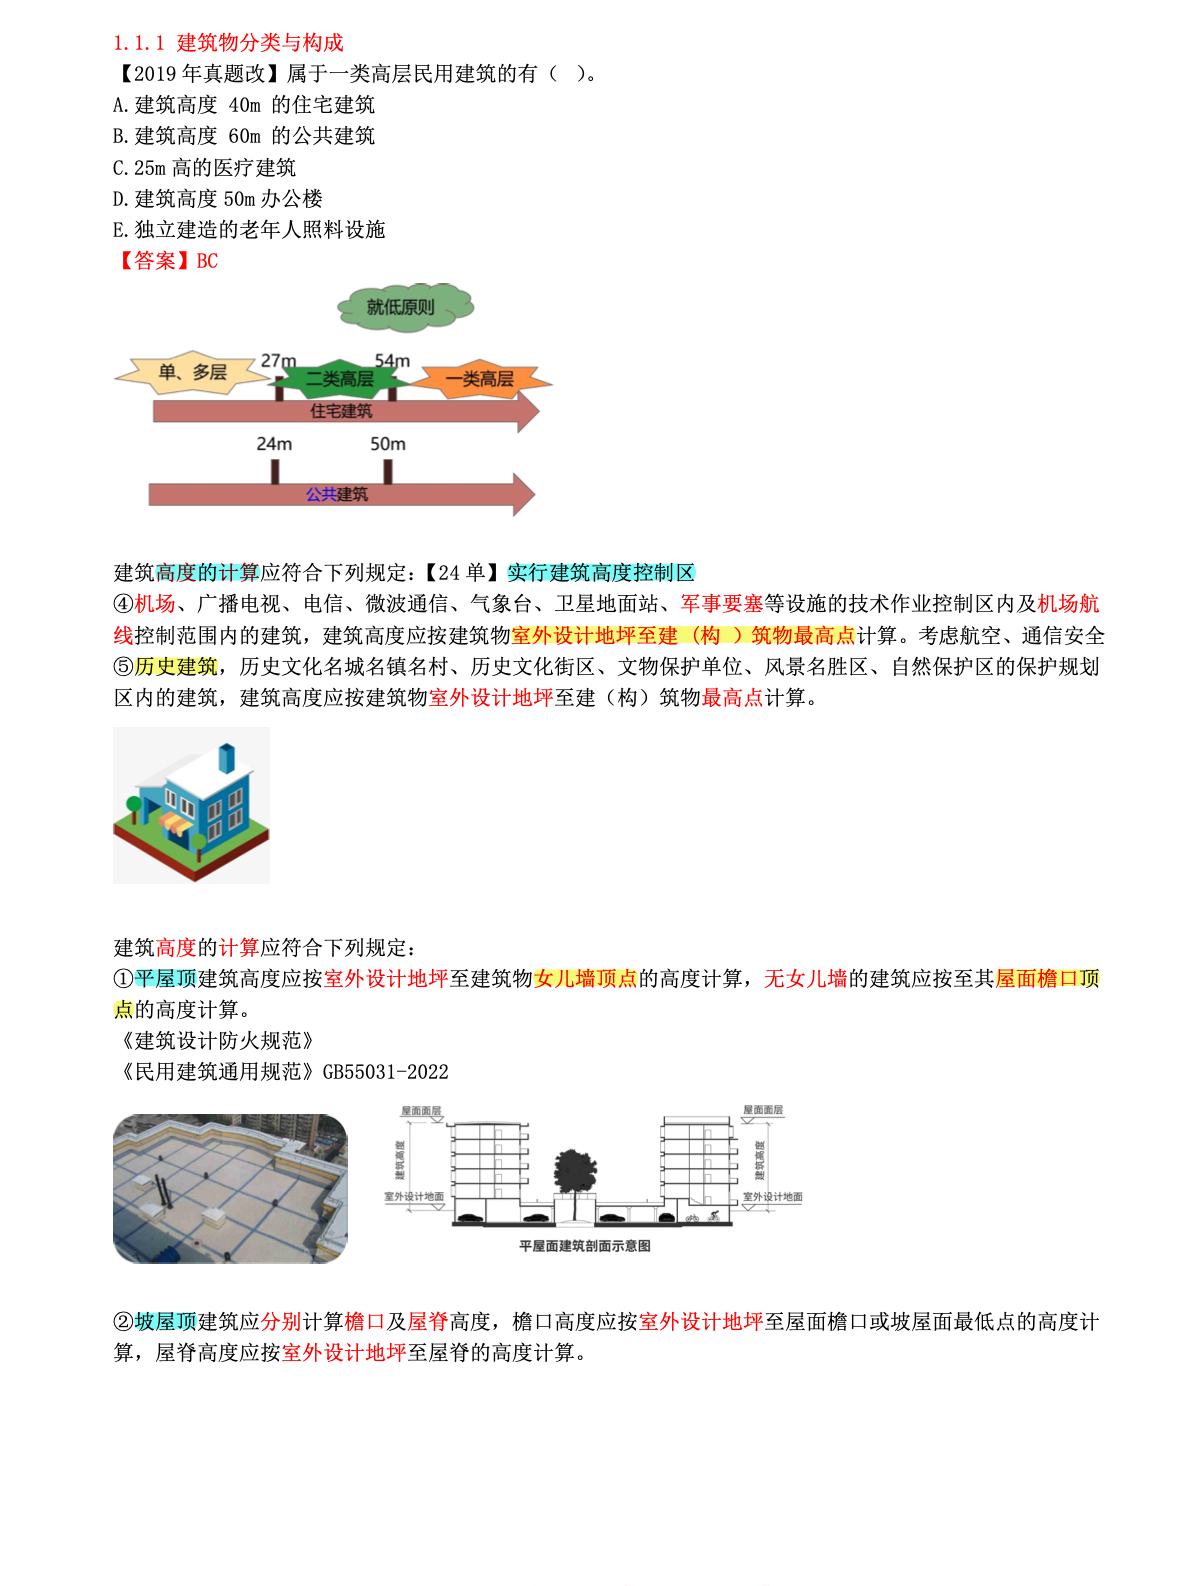 1.1.1 建筑物分类与构成
【2019年真题改】属于一类高层民用建筑的有（ ）。
A.建筑高度 40m 的住宅建筑
B.建筑高度 60m 的公共建筑
C.25m高的医疗建筑
D.建筑高度50m办公楼
E.独立建造的老年人照料设施
【答案】BC
就低原则
27m 54m
单、多层 二类高层 一类高层
住宅建筑
24m 50m
公共建筑
建筑高度的计算应符合下列规定：【24单】实行建筑高度控制区
④机场、广播电视、电信、微波通信、气象台、卫星地面站、军事要塞等设施的技术作业控制区内及机场航
线控制范围内的建筑，建筑高度应按建筑物室外设计地坪至建（构 ）筑物最高点计算。考虑航空、通信安全
⑤历史建筑，历史文化名城名镇名村、历史文化街区、文物保护单位、风景名胜区、自然保护区的保护规划
区内的建筑，建筑高度应按建筑物室外设计地坪至建（构）筑物最高点计算。
建筑高度的计算应符合下列规定：
①平屋顶建筑高度应按室外设计地坪至建筑物女儿墙顶点的高度计算，无女儿墙的建筑应按至其屋面檐口顶
点的高度计算。
《建筑设计防火规范》
《民用建筑通用规范》GB55031-2022
屋面面层 屋面面层
建筑高度 建筑高度
室外设计地面 室外设计地面
平屋面建筑剖面示意图
②坡屋顶建筑应分别计算檐口及屋脊高度，檐口高度应按室外设计地坪至屋面檐口或坡屋面最低点的高度计
算，屋脊高度应按室外设计地坪至屋脊的高度计算。